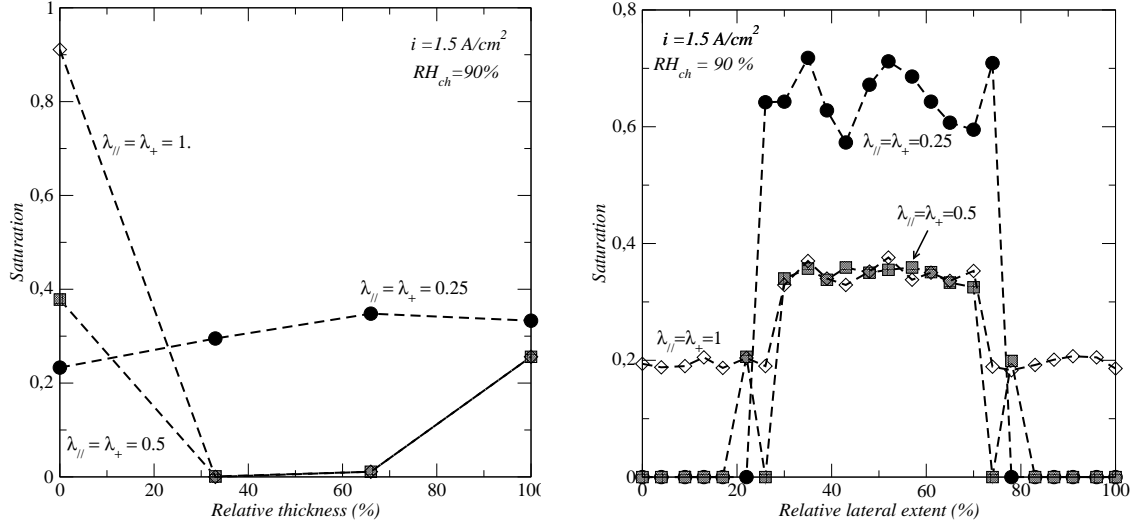 1
0,8
0,6
0,4
0,2
0
Saturation
0 20 40 60 80 100
Relative thickness (%)
i =1.5 A/cm²
RH_ch=90%
λ_// = λ_+ = 1.
λ_// = λ_+ = 0.25
λ_// = λ_+ = 0.5
0,8
0,6
0,4
0,2
0
Saturation
0 20 40 60 80 100
Relative lateral extent (%)
i =1.5 A/cm²
RH_ch = 90 %
λ_//=λ_+=0.25
λ_//=λ_+=0.5
λ_//=λ_+=1